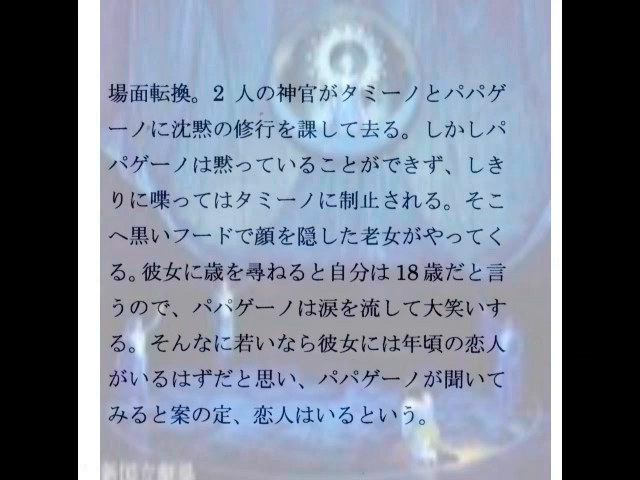 場面転換。2 人の神官がタミーノとパパゲ
ーノに沈黙の修行を課して去る。しかしパ
パゲーノは黙っていることができず、しき
りに喋ってはタミーノに制止される。そこ
へ黒いフードで顔を隠した老女がやってく
る。彼女に歳を尋ねると自分は 18 歳だと言
うので、パパゲーノは涙を流して大笑いす
る。そんなに若いなら彼女には年頃の恋人
がいるはずだと思い、パパゲーノが聞いて
みると案の定、恋人はいるという。
新国立劇場